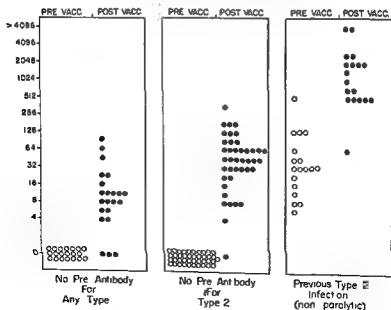 PRE VACC. POST VACC.
PRE VACC. POST VACC.
PRE VACC. POST VACC.
> 4096
4096
2048
1024
512
256
128
64
32
16
8
4
0
No Pre Antibody
For
Any Type
No Pre Antibody
For
Type 2
Previous Type
Infection
(non paralytic)